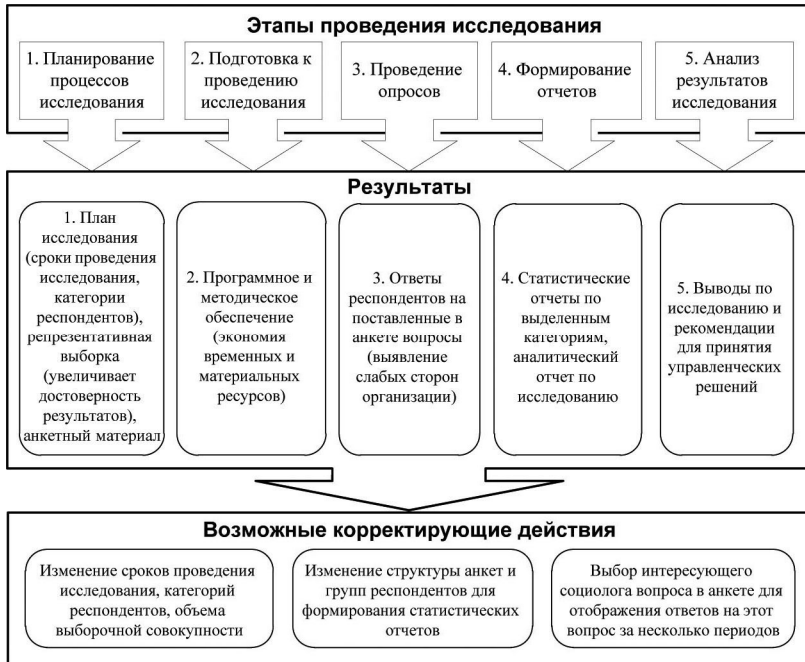 Этапы проведения исследования
1. Планирование
процессов
исследования
2. Подготовка к
проведению
исследования
3. Проведение
опросов
4. Формирование
отчетов
5. Анализ
результатов
исследования
Результаты
1. План
исследования
(сроки проведения
исследования,
категории
респондентов),
репрезентативная
выборка
(увеличивает
достоверность
результатов),
анкетный материал
2. Программное и
методическое
обеспечение
(экономия
временных и
материальных
ресурсов)
3. Ответы
респондентов на
поставленные в
анкете вопросы
(выявление
слабых сторон
организации)
4. Статистические
отчеты по
выделенным
категориям,
аналитический
отчет по
исследованию
5. Выводы по
исследованию и
рекомендации
для принятия
управленческих
решений
Возможные корректирующие действия
Изменение сроков проведения
исследования, категорий
респондентов, объема
выборочной совокупности
Изменение структуры анкет и
групп респондентов для
формирования статистических
отчетов
Выбор интересующего
социолога вопроса в анкете для
отображения ответов на этот
вопрос за несколько периодов